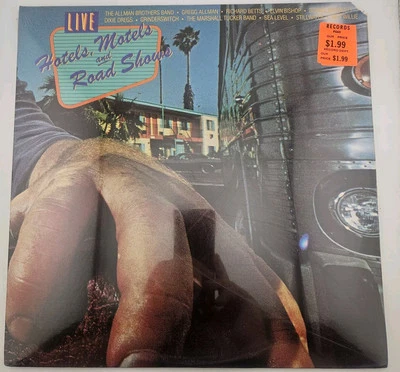 LIVE
THE ALLMAN BROTHERS BAND • GREGG ALLMAN • RICHARD BETTS • ELVIN BISHOP
DIXIE DREGS • GRINDERSWITCH • THE MARSHALL TUCKER BAND • SEA LEVEL • STILLWATER
Hotels, Motels
and
Road Shows
RECORDS
$1.99
$1.99